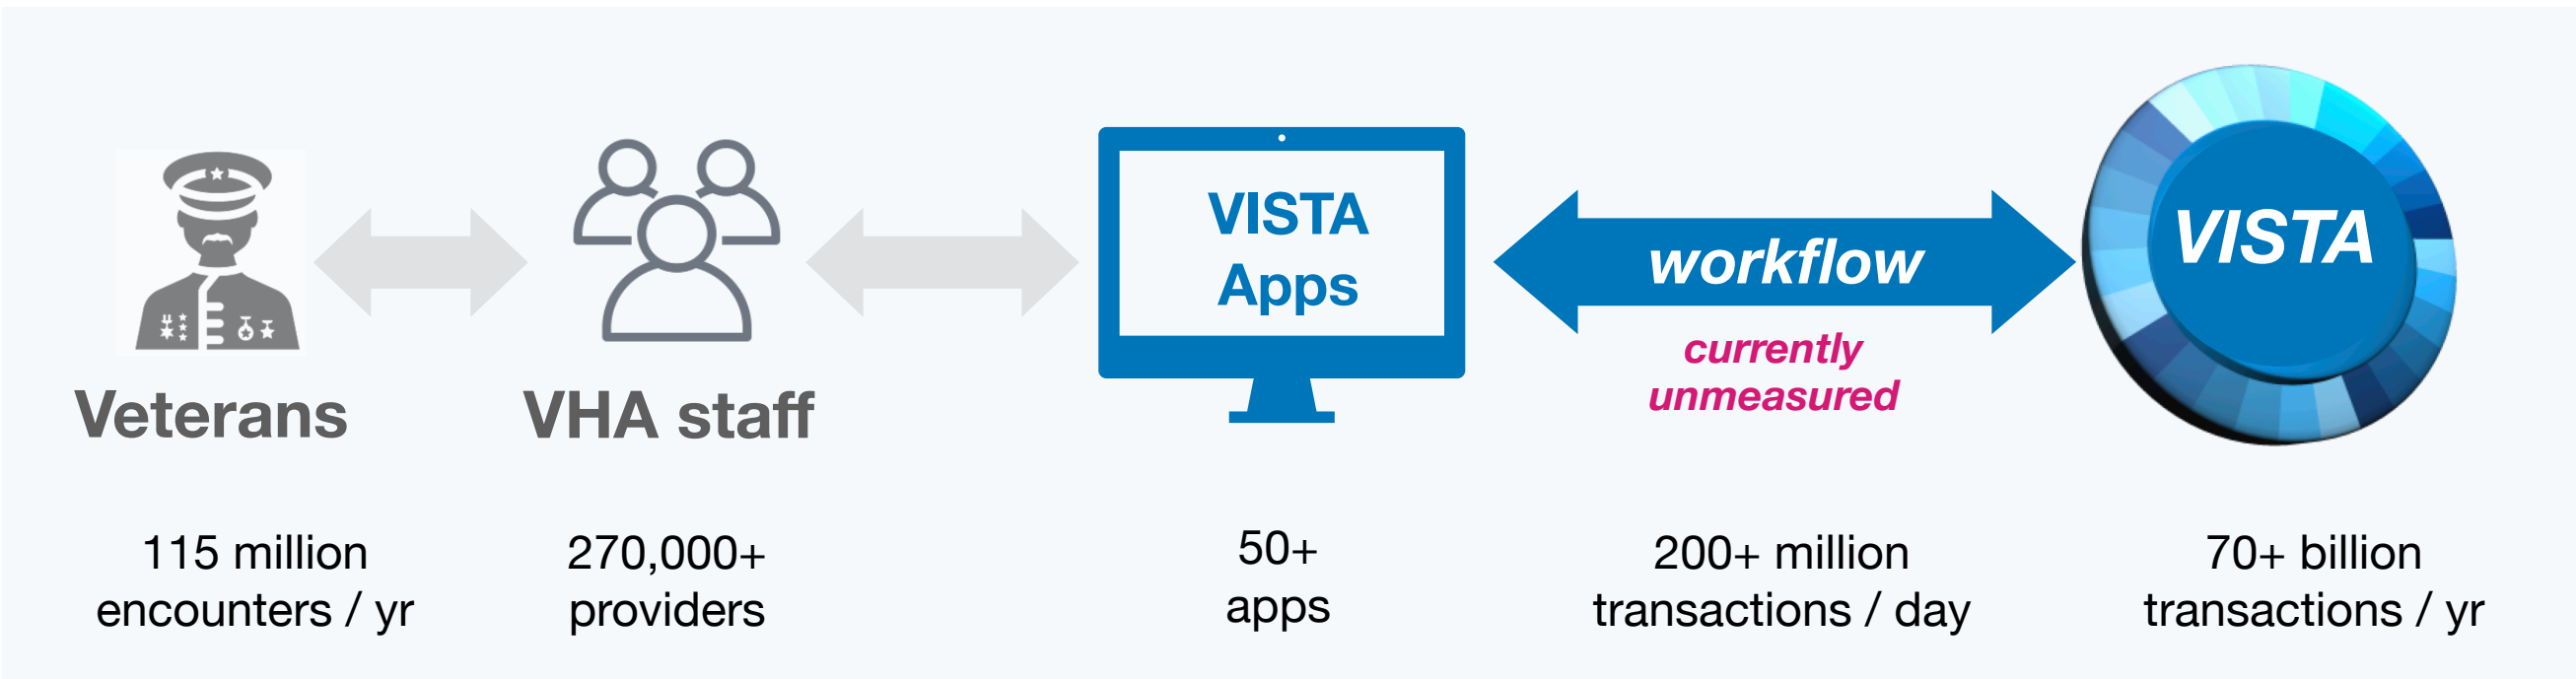 VISTA
Apps
workflow
currently
unmeasured
VISTA
Veterans
VHA staff
115 million
encounters / yr
270,000+
providers
50+
apps
200+ million
transactions / day
70+ billion
transactions / yr